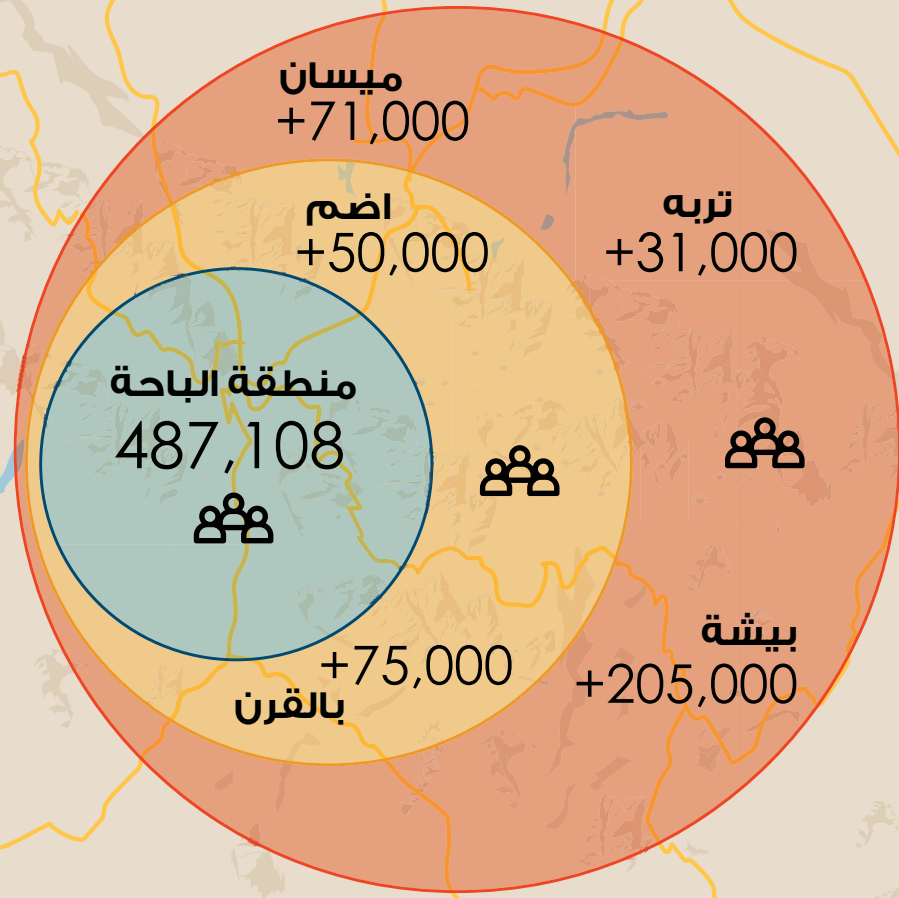 ميسان
+71,000
تربه
+31,000
اضم
+50,000
منطقة الباحة
487,108
بيشة
+205,000
+75,000
بالقرن